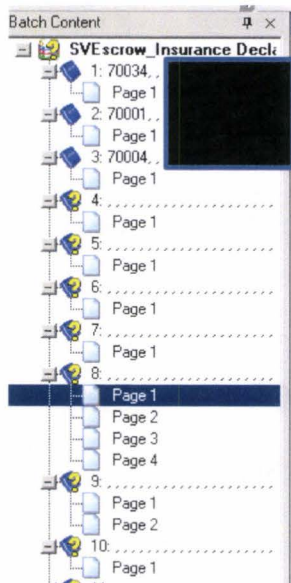 Batch Content
SVEscrow_Insurance Decla
1: 70034, ,
Page 1
2: 70001, ,
Page 1
3: 70004, ,
Page 1
4: , , , , , , , , , , , , , , , , , , , , , ,
Page 1
5: , , , , , , , , , , , , , , , , , , , , , ,
Page 1
6: , , , , , , , , , , , , , , , , , , , , , ,
Page 1
7: , , , , , , , , , , , , , , , , , , , , , ,
Page 1
8: , , , , , , , , , , , , , , , , , , , , , ,
Page 1
Page 2
Page 3
Page 4
9: , , , , , , , , , , , , , , , , , , , , , ,
Page 1
Page 2
10: , , , , , , , , , , , , , , , , , , , , ,
Page 1